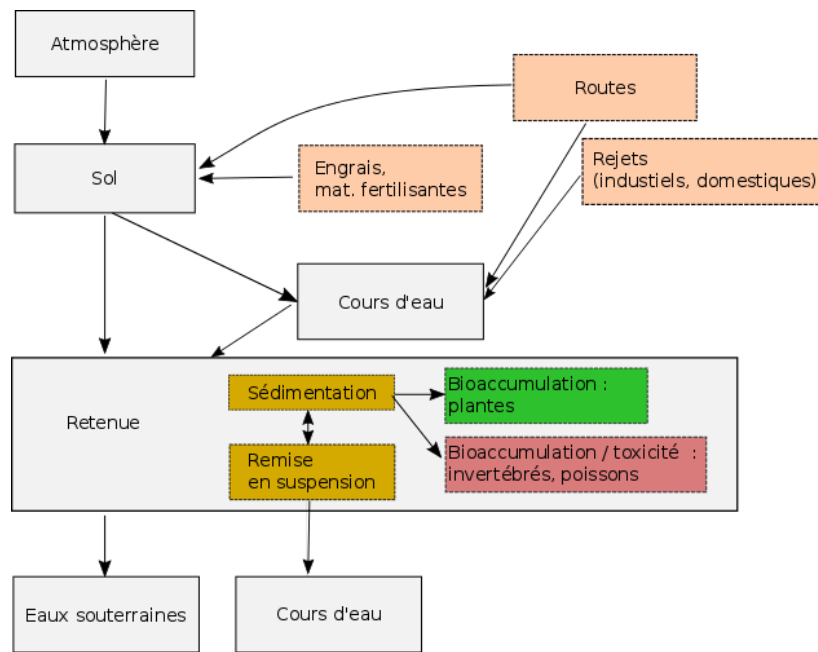 Atmosphère
Routes
Sol
Engrais,
mat. fertilisantes
Rejets
(industiels, domestiques)
Cours d'eau
Retenue
Sédimentation
Bioaccumulation :
plantes
Remise
en suspension
Bioaccumulation / toxicité :
invertébrés, poissons
Eaux souterraines
Cours d'eau